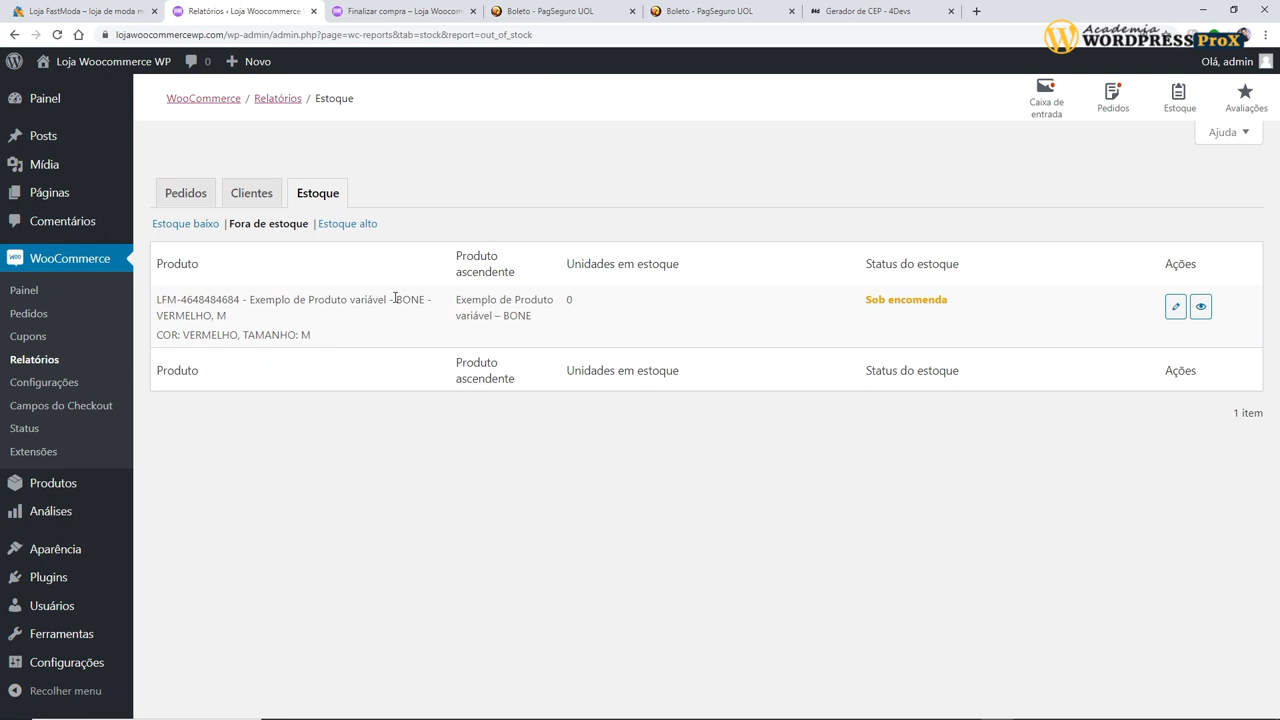 Loja FastModa – loja de moda m
Relatórios ‹ Loja Woocommerce
Finalizar compra – Loja Woocomm
Boleto - PagSeguro UOL
Boleto - PagSeguro UOL
Gerador de CEP - 4Devs
lojawoocommercewp.com/wp-admin/admin.php?page=wc-reports&tab=stock&report=out_of_stock
Academia
WORDPRESS ProX
Loja Woocommerce WP
0
Novo
Olá, admin
Painel
Posts
Mídia
Páginas
Comentários
WooCommerce
Painel
Pedidos
Cupons
Relatórios
Configurações
Campos do Checkout
Status
Extensões
Produtos
Análises
Aparência
Plugins
Usuários
Ferramentas
Configurações
Recolher menu
WooCommerce / Relatórios / Estoque
Caixa de
entrada
Pedidos
Estoque
Avaliações
Ajuda
Pedidos
Clientes
Estoque
Estoque baixo | Fora de estoque | Estoque alto
Produto
Produto
ascendente
Unidades em estoque
Status do estoque
Ações
LFM-4648484684 - Exemplo de Produto variável - BONE -
VERMELHO, M
COR: VERMELHO, TAMANHO: M
Exemplo de Produto
variável – BONE
0
Sob encomenda
Produto
Produto
ascendente
Unidades em estoque
Status do estoque
Ações
1 item